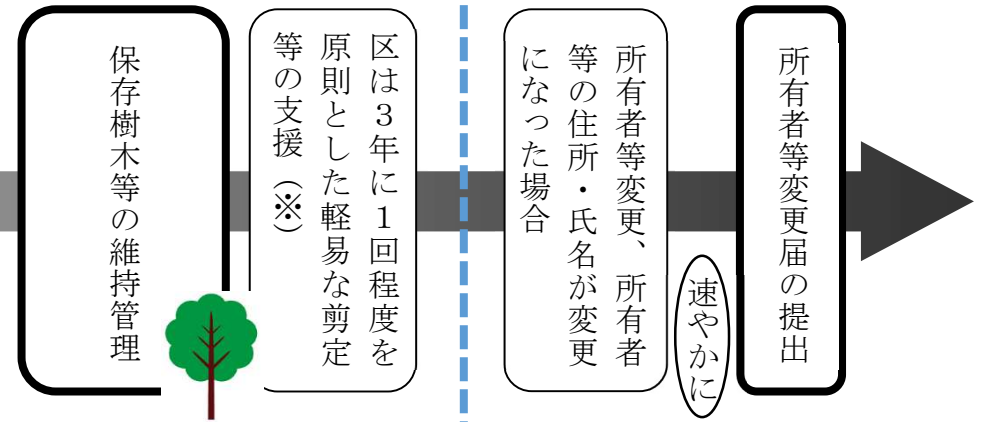 保存樹木等の維持管理
区は３年に１回程度を
原則とした軽易な剪定
等の支援（※）
所有者等変更、所有者
等の住所・氏名が変更
になった場合
速やかに
所有者等変更届の提出